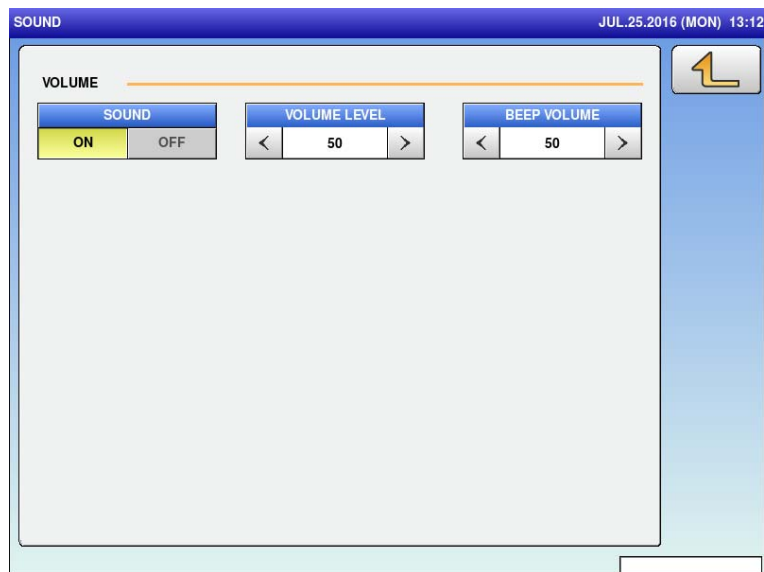 SOUND JUL.25.2016 (MON) 13:12
VOLUME
SOUND VOLUME LEVEL BEEP VOLUME
ON OFF < 50 > < 50 >